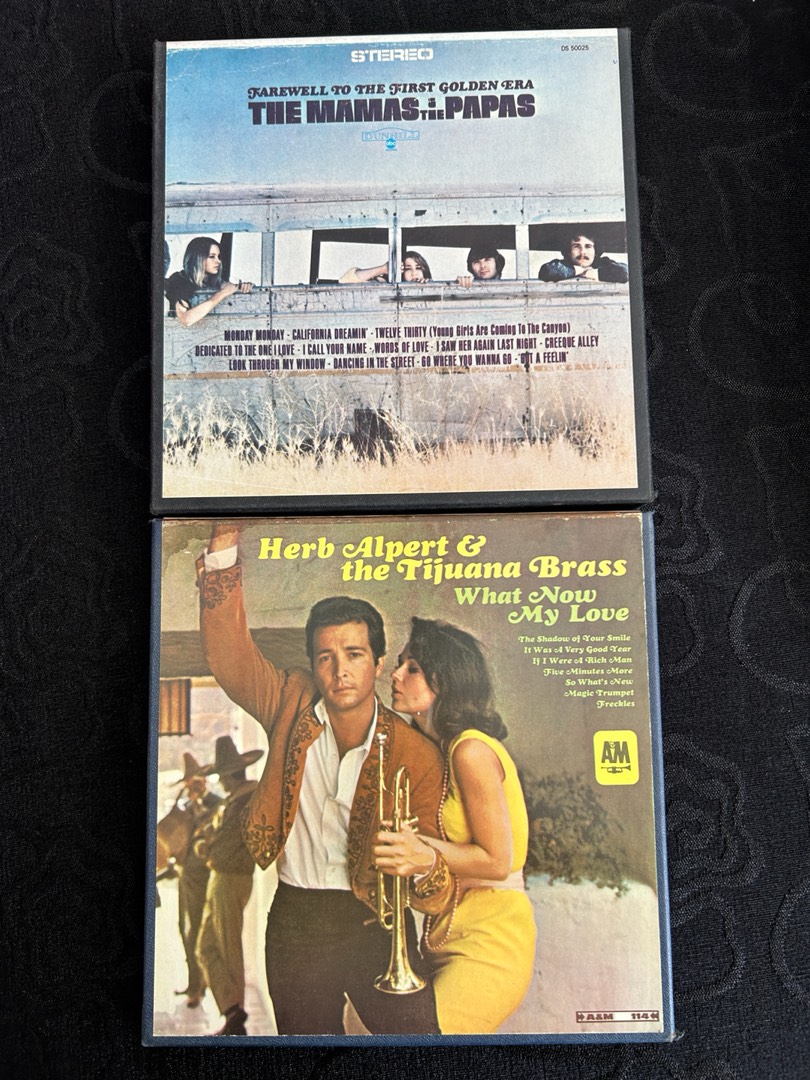 STEREO
DS 50025
FAREWELL TO THE FIRST GOLDEN ERA
THE MAMAS & THE PAPAS
DUNHILL
abc
MONDAY MONDAY - CALIFORNIA DREAMIN' - TWELVE THIRTY (Young Girls Are Coming To The Canyon)
DEDICATED TO THE ONE I LOVE - I CALL YOUR NAME - WORDS OF LOVE - I SAW HER AGAIN LAST NIGHT - CREEQUE ALLEY
LOOK THROUGH MY WINDOW - DANCING IN THE STREET - GO WHERE YOU WANNA GO - GOT A FEELIN'
Herb Alpert &
the Tijuana Brass
What Now
My Love
The Shadow of Your Smile
It Was A Very Good Year
If I Were A Rich Man
Five Minutes More
So What's New
Magic Trumpet
Freckles
A&M
A&M 114